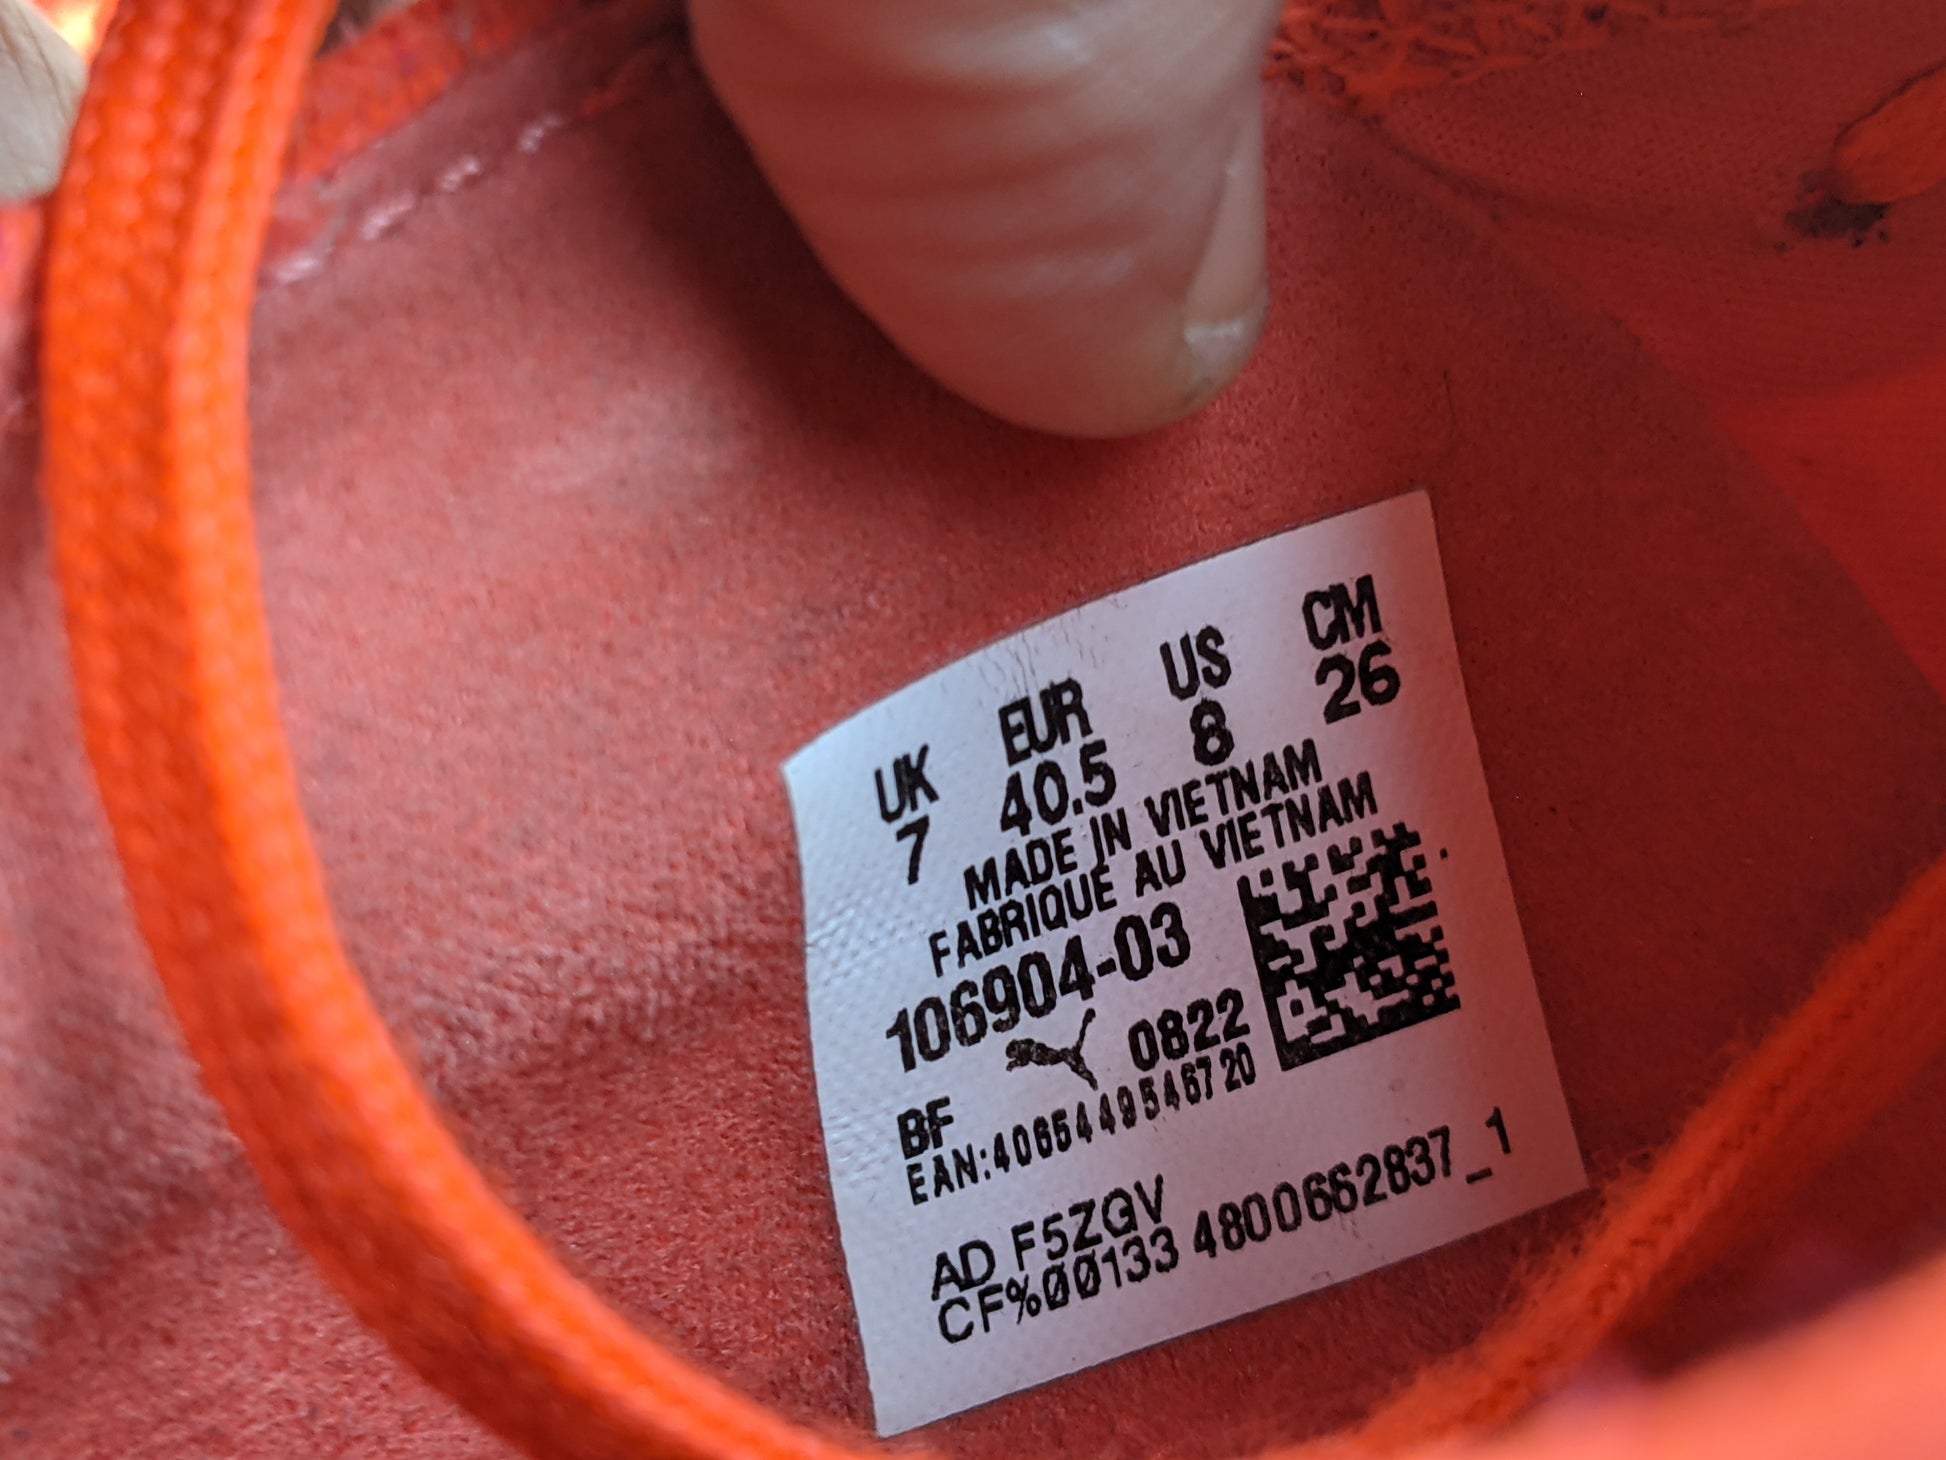 UK EUR US CM
7 40.5 8 26
MADE IN VIETNAM
FABRIQUE AU VIETNAM
106904-03
0822
BF
EAN:4065449546720
AD F5ZGV
CF%00133 4800662837_1